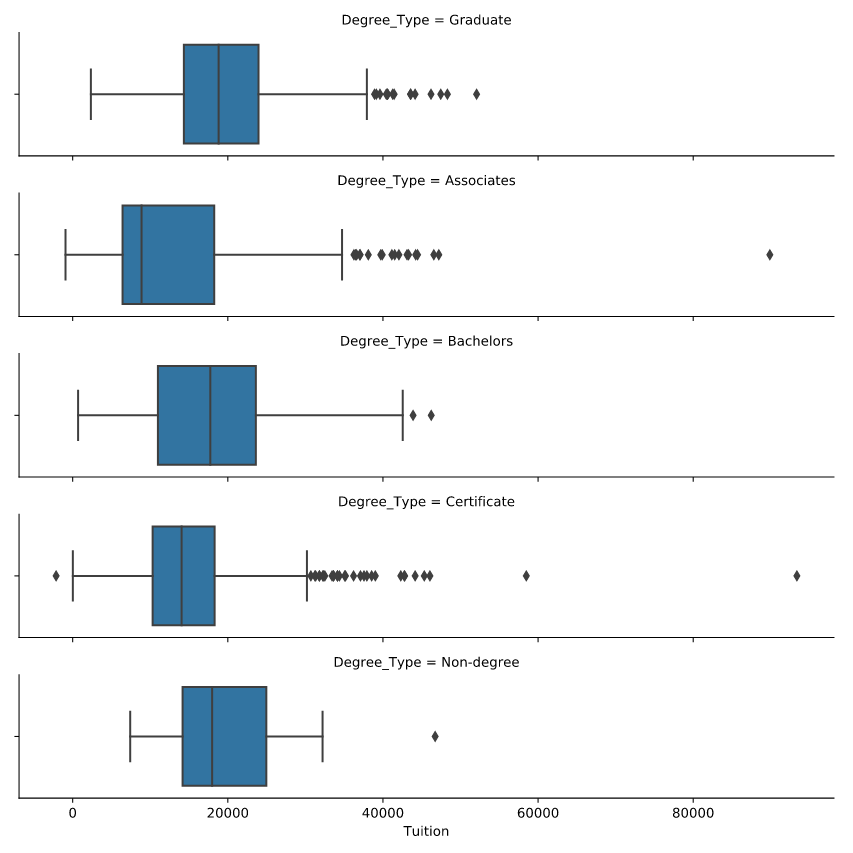 Degree_Type = Graduate
Degree_Type = Associates
Degree_Type = Bachelors
Degree_Type = Certificate
Degree_Type = Non-degree
0 20000 40000 60000 80000
Tuition